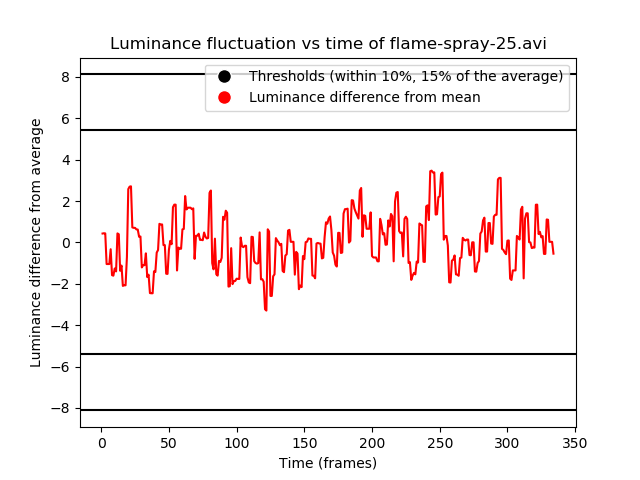 Luminance fluctuation vs time of flame-spray-25.avi
Thresholds (within 10%, 15% of the average)
Luminance difference from mean
Luminance difference from average
8
6
4
2
0
−2
−4
−6
−8
0 50 100 150 200 250 300 350
Time (frames)